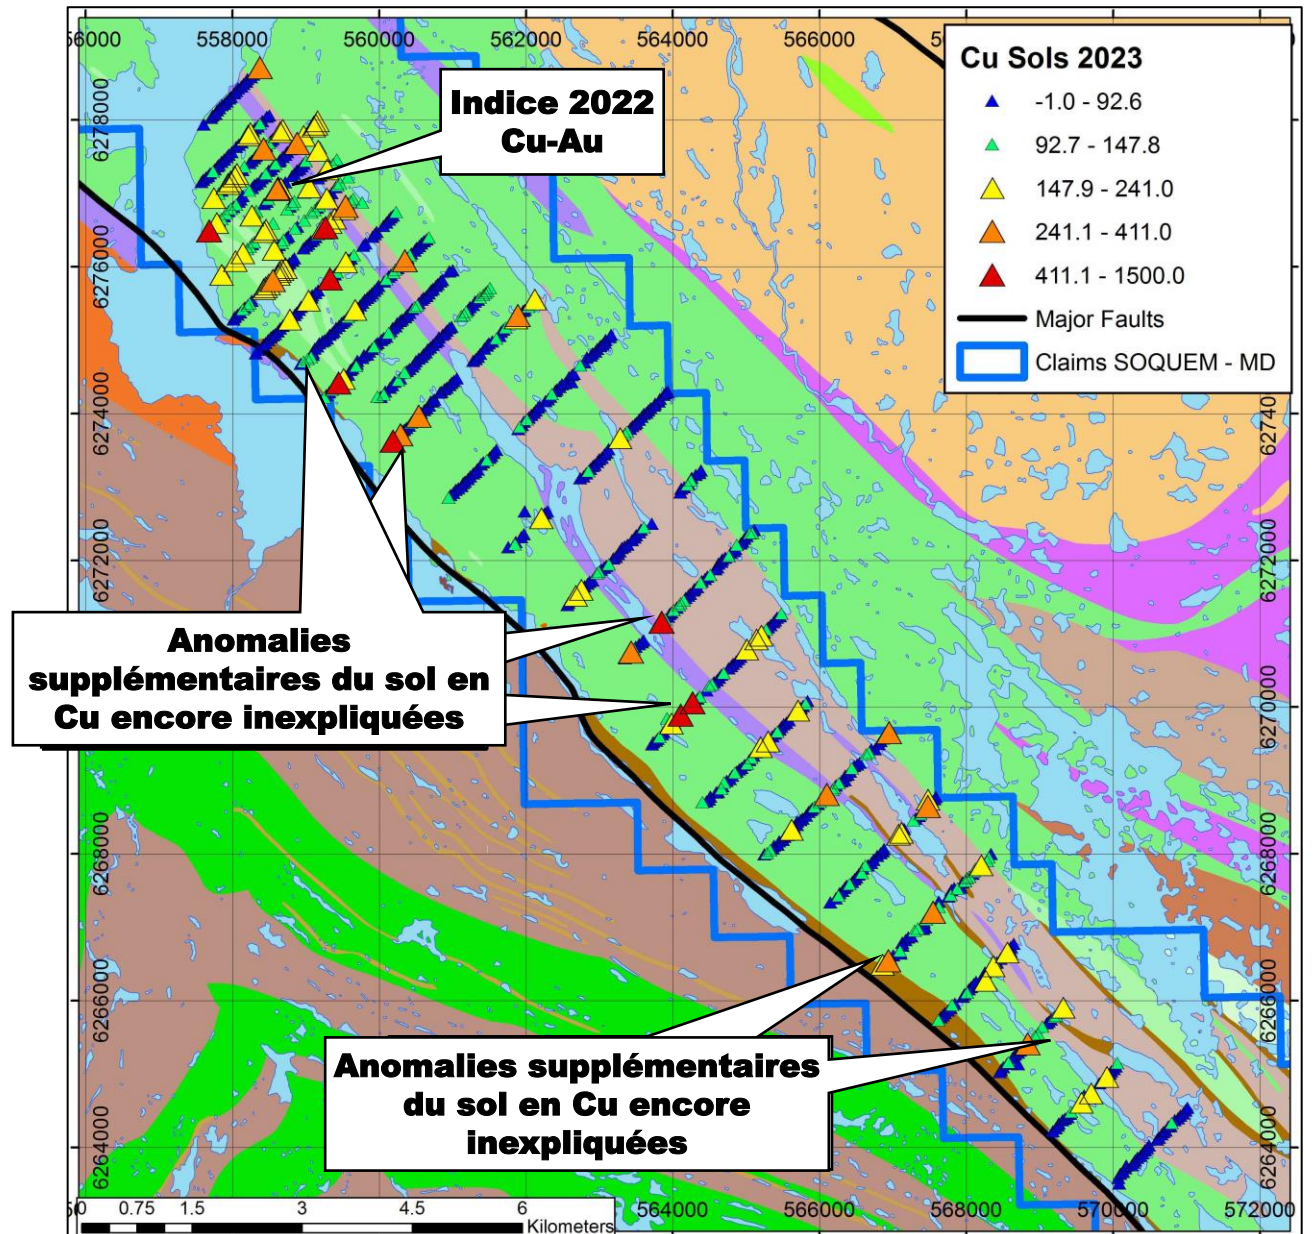 56000
558000
560000
562000
564000
566000
Cu Sols 2023
-1.0 - 92.6
92.7 - 147.8
147.9 - 241.0
241.1 - 411.0
411.1 - 1500.0
Major Faults
Claims SOQUEM - MD
Indice 2022
Cu-Au
6278000
6276000
6274000
6272000
6270000
6268000
6266000
6264000
627400
6272000
6270000
6268000
6266000
6264000
Anomalies
supplémentaires du sol en
Cu encore inexpliquées
Anomalies supplémentaires
du sol en Cu encore
inexpliquées
0 0.75 1.5 3 4.5 6
Kilometers
564000
566000
568000
570000
572000